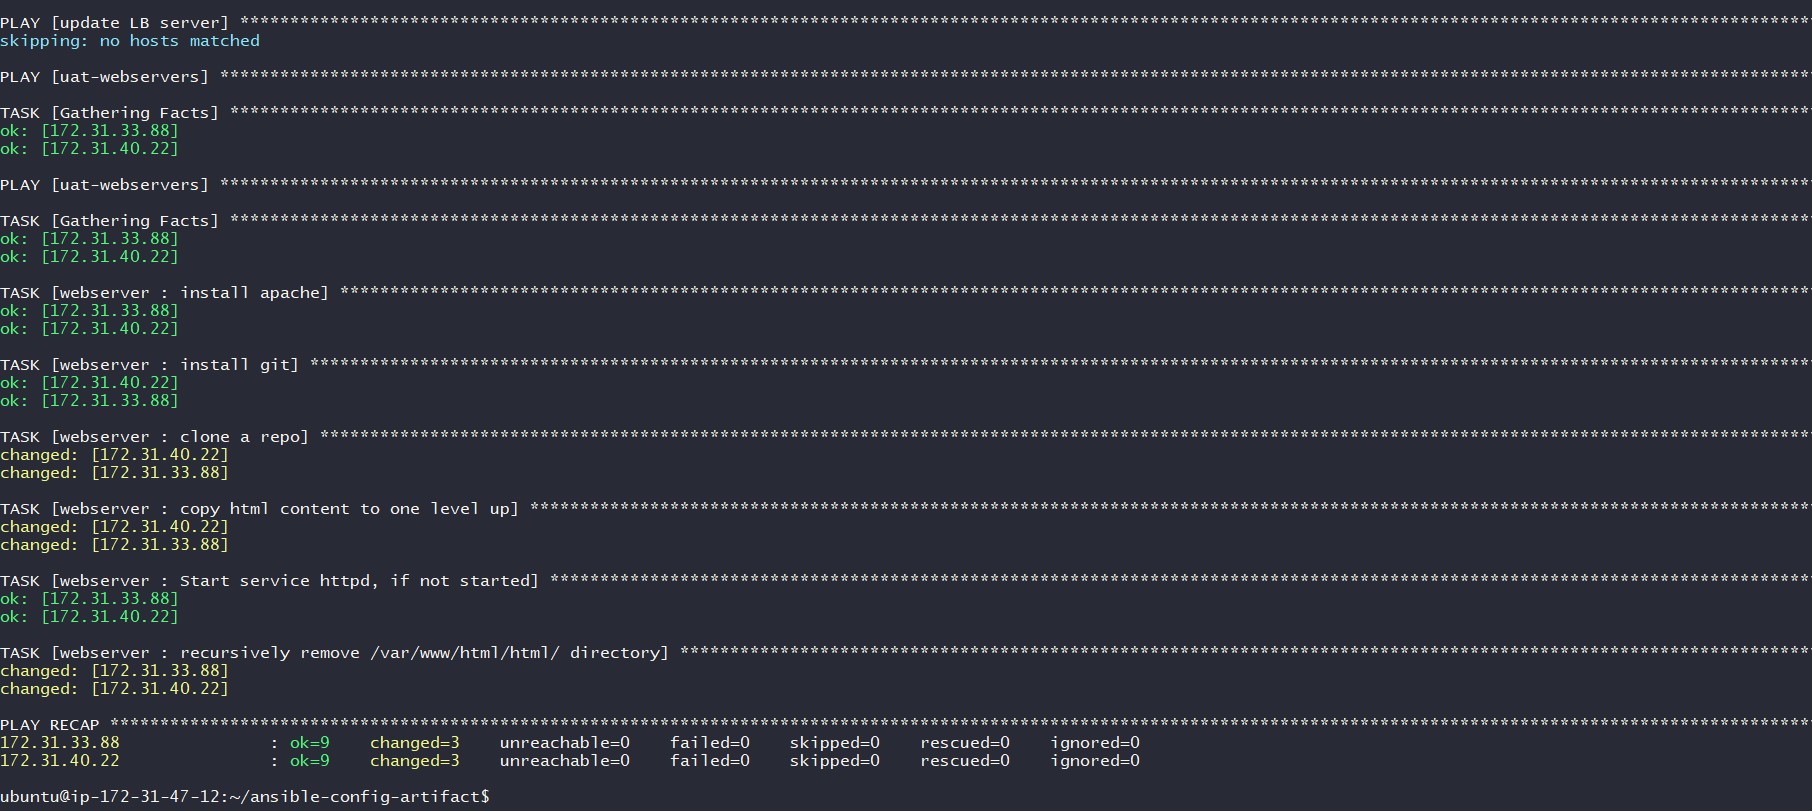 PLAY [update LB server] *****************************************************************************************************************************************************************
skipping: no hosts matched
PLAY [uat-webservers] *******************************************************************************************************************************************************************
TASK [Gathering Facts] ******************************************************************************************************************************************************************
ok: [172.31.33.88]
ok: [172.31.40.22]
PLAY [uat-webservers] *******************************************************************************************************************************************************************
TASK [Gathering Facts] ******************************************************************************************************************************************************************
ok: [172.31.33.88]
ok: [172.31.40.22]
TASK [webserver : install apache] *******************************************************************************************************************************************************
ok: [172.31.33.88]
ok: [172.31.40.22]
TASK [webserver : install git] **********************************************************************************************************************************************************
ok: [172.31.40.22]
ok: [172.31.33.88]
TASK [webserver : clone a repo] *********************************************************************************************************************************************************
changed: [172.31.40.22]
changed: [172.31.33.88]
TASK [webserver : copy html content to one level up] ************************************************************************************************************************************
changed: [172.31.40.22]
changed: [172.31.33.88]
TASK [webserver : Start service httpd, if not started] **********************************************************************************************************************************
ok: [172.31.33.88]
ok: [172.31.40.22]
TASK [webserver : recursively remove /var/www/html/html/ directory] *********************************************************************************************************************
changed: [172.31.33.88]
changed: [172.31.40.22]
PLAY RECAP ******************************************************************************************************************************************************************************
172.31.33.88               : ok=9    changed=3    unreachable=0    failed=0    skipped=0    rescued=0    ignored=0
172.31.40.22               : ok=9    changed=3    unreachable=0    failed=0    skipped=0    rescued=0    ignored=0
ubuntu@ip-172-31-47-12:~/ansible-config-artifact$